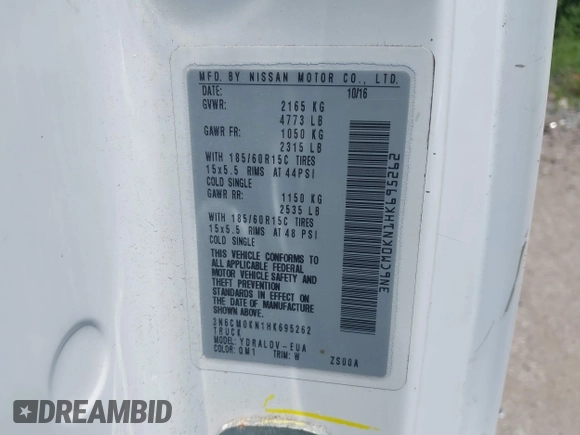 MFD. BY NISSAN MOTOR CO., LTD.
DATE: 10/16
GVWR: 2165 KG
4773 LB
GAWR FR: 1050 KG
2315 LB
WITH 185/60R15C TIRES
15x5.5 RIMS AT 44PSI
COLD SINGLE
GAWR RR: 1150 KG
2535 LB
WITH 185/60R15C TIRES
15x5.5 RIMS AT 48 PSI
COLD SINGLE
THIS VEHICLE CONFORMS TO
ALL APPLICABLE FEDERAL
MOTOR VEHICLE SAFETY AND
THEFT PREVENTION
STANDARDS IN EFFECT ON
THE DATE OF MANUFACTURE
SHOWN ABOVE.
3N6CM0KN1HK695262
TRUCK
MODEL: YDRALOV-EUA
COLOR: QM1 TRIM: W ZS00A
3N6CM0KN1HK695262
DREAMBID